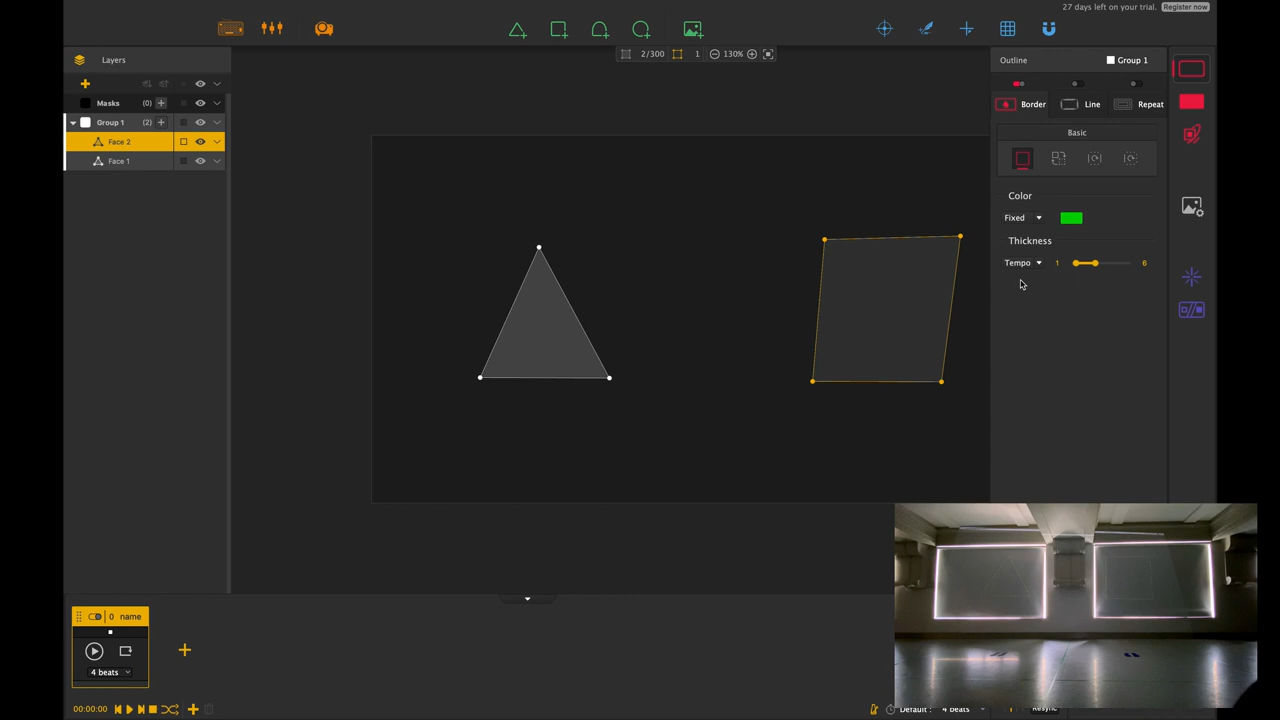 27 days left on your trial. Register now
2/300 1 130%
Layers
Outline Group 1
Masks (0)
Border Line Repeat
Group 1 (2)
Basic
Face 2
Face 1
Color
Fixed
Thickness
Tempo 1 6
0 name
4 beats
00:00:00
Default : 4 beats Resync